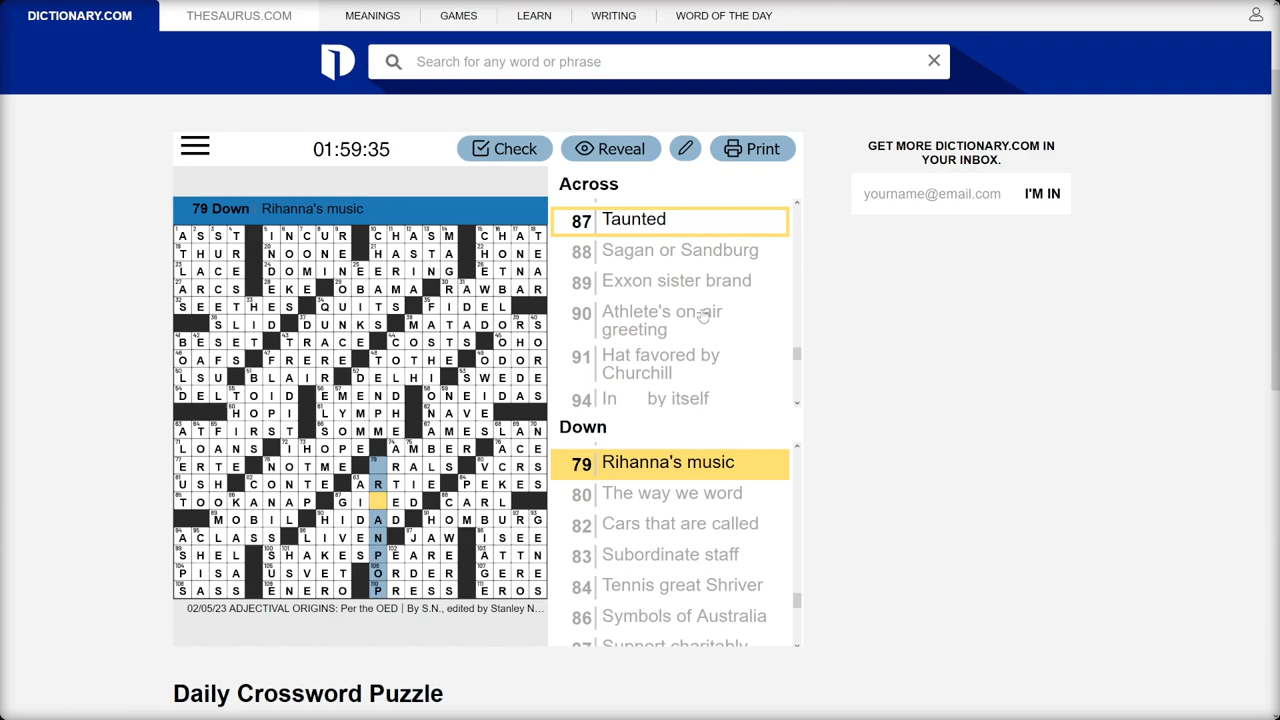 DICTIONARY.COM
THESAURUS.COM
MEANINGS
GAMES
LEARN
WRITING
WORD OF THE DAY
Search for any word or phrase
01:59:35
Check
Reveal
Print
79 Down Rihanna's music
A S S T I N C U R C H A S M C H A T
T H U R N O O N E H A S T A H O N E
L A C E D O M I N E E R I N G E T N A
A R C S E K E O B A M A R A W B A R
S E E T H E S Q U I T S F I D E L
S L I D D U N K S M A T A D O R S
B E S E T T R A C E C O S T S O H O
O A F S F R E R E T O T H E O D O R
L S U B L A I R D E L H I S W E D E
D E L T O I D E M E N D O N E I D A S
H O P I L Y M P H N A V E
A T F I R S T S O M M E A M E S L A N
L O A N S I H O P E A M B E R A C E
E R T E N O T M E R A L S V C R S
U S H C O N T E A R T I E P E K E S
T O O K A N A P G I E D C A R L
M O B I L H I D A D H O M B U R G
A C L A S S L I V E N J A W I S E E
S H E L S H A K E S P E A R E A T T N
P I S A U S V E T O R D E R G E R E
S A S S E N E R O P R E S S E R O S
02/05/23 ADJECTIVAL ORIGINS: Per the OED | By S.N., edited by Stanley N...
Across
87 Taunted
88 Sagan or Sandburg
89 Exxon sister brand
90 Athlete's on-air
greeting
91 Hat favored by
Churchill
94 In by itself
Down
79 Rihanna's music
80 The way we word
82 Cars that are called
83 Subordinate staff
84 Tennis great Shriver
86 Symbols of Australia
87 Support charitably
GET MORE DICTIONARY.COM IN
YOUR INBOX.
yourname@email.com
I'M IN
Daily Crossword Puzzle